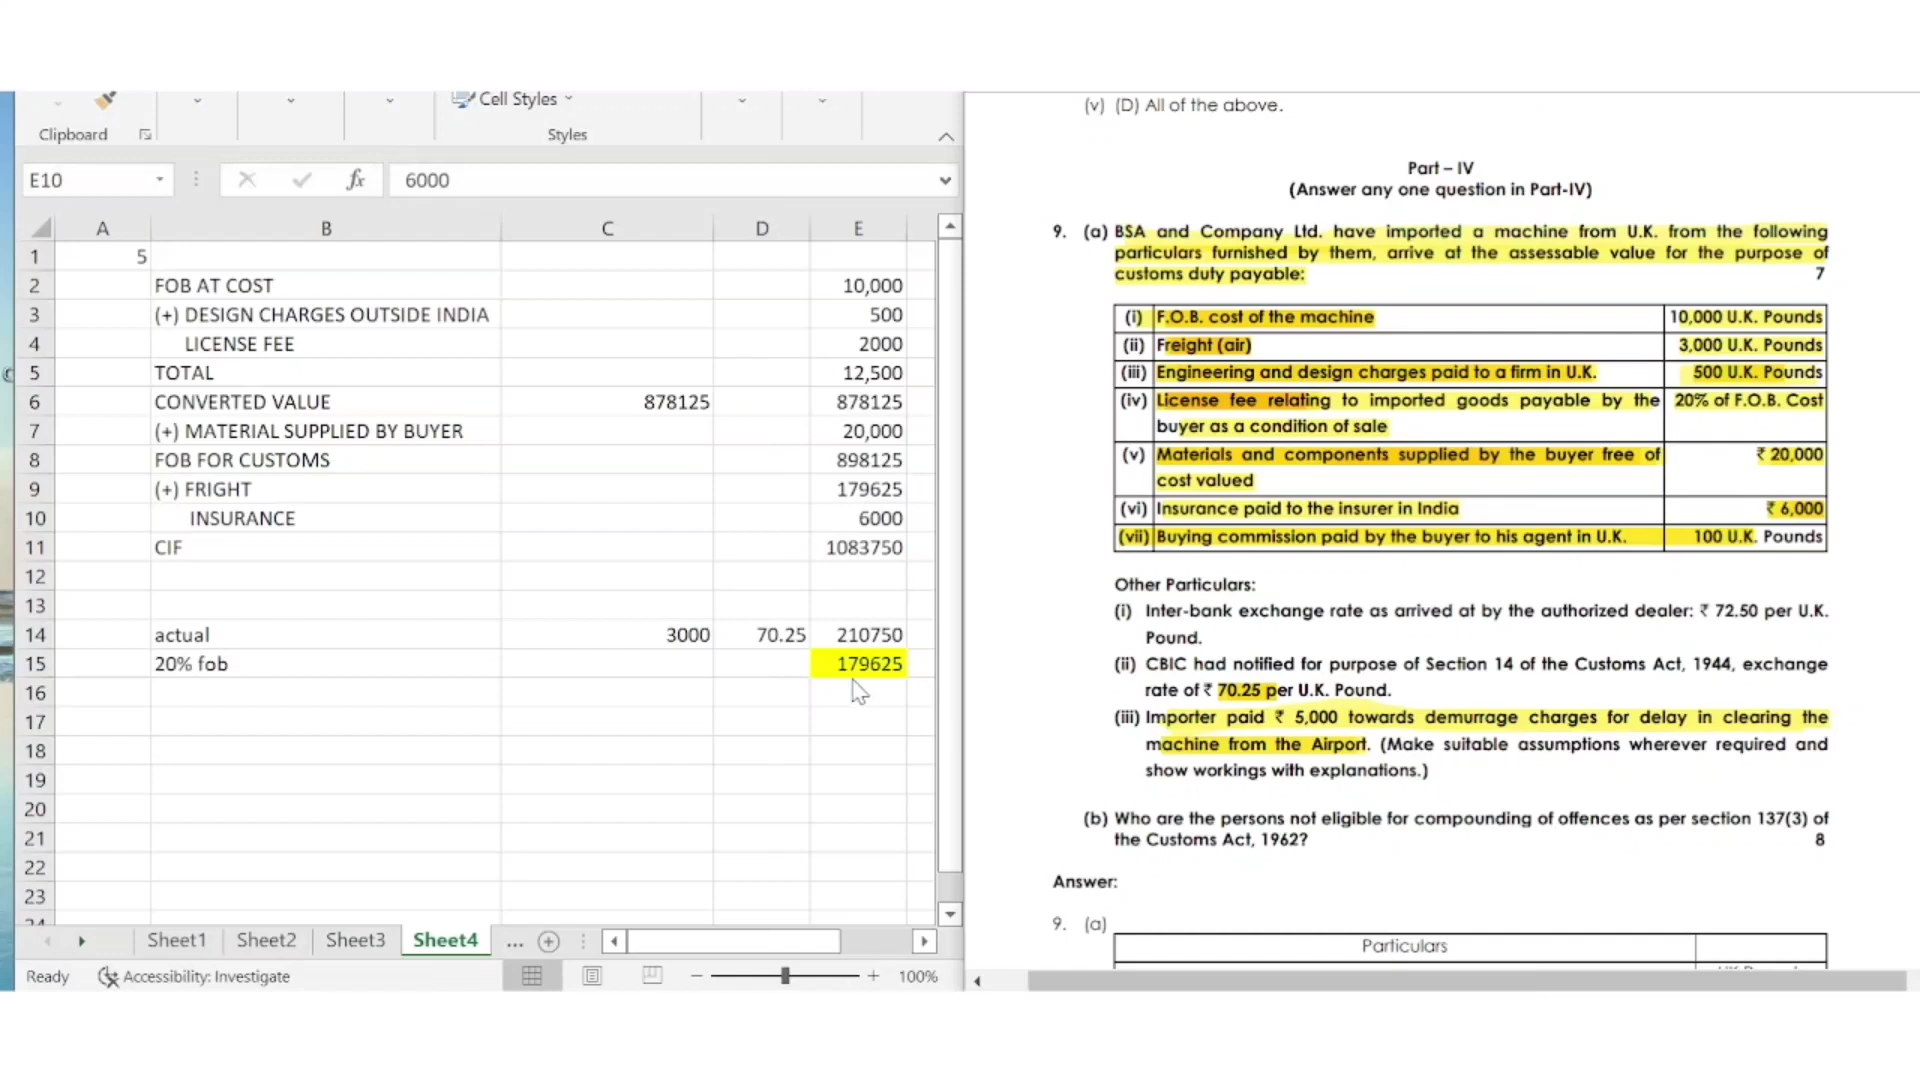 Cell Styles
Clipboard
Styles
E10
fx
6000
A B C D E
1 5
2 FOB AT COST 10,000
3 (+) DESIGN CHARGES OUTSIDE INDIA 500
4 LICENSE FEE 2000
5 TOTAL 12,500
6 CONVERTED VALUE 878125 878125
7 (+) MATERIAL SUPPLIED BY BUYER 20,000
8 FOB FOR CUSTOMS 898125
9 (+) FRIGHT 179625
10 INSURANCE 6000
11 CIF 1083750
12
13
14 actual 3000 70.25 210750
15 20% fob 179625
16
17
18
19
20
21
22
23
24
Sheet1 Sheet2 Sheet3 Sheet4 ...
Ready Accessibility: Investigate 100%
(v) (D) All of the above.
Part – IV
(Answer any one question in Part-IV)
9. (a) BSA and Company Ltd. have imported a machine from U.K. from the following
particulars furnished by them, arrive at the assessable value for the purpose of
customs duty payable: 7
(i) F.O.B. cost of the machine 10,000 U.K. Pounds
(ii) Freight (air) 3,000 U.K. Pounds
(iii) Engineering and design charges paid to a firm in U.K. 500 U.K. Pounds
(iv) License fee relating to imported goods payable by the 20% of F.O.B. Cost
buyer as a condition of sale
(v) Materials and components supplied by the buyer free of ₹ 20,000
cost valued
(vi) Insurance paid to the insurer in India ₹ 6,000
(vii) Buying commission paid by the buyer to his agent in U.K. 100 U.K. Pounds
Other Particulars:
(i) Inter-bank exchange rate as arrived at by the authorized dealer: ₹ 72.50 per U.K.
Pound.
(ii) CBIC had notified for purpose of Section 14 of the Customs Act, 1944, exchange
rate of ₹ 70.25 per U.K. Pound.
(iii) Importer paid ₹ 5,000 towards demurrage charges for delay in clearing the
machine from the Airport. (Make suitable assumptions wherever required and
show workings with explanations.)
(b) Who are the persons not eligible for compounding of offences as per section 137(3) of
the Customs Act, 1962? 8
Answer:
9. (a)
Particulars